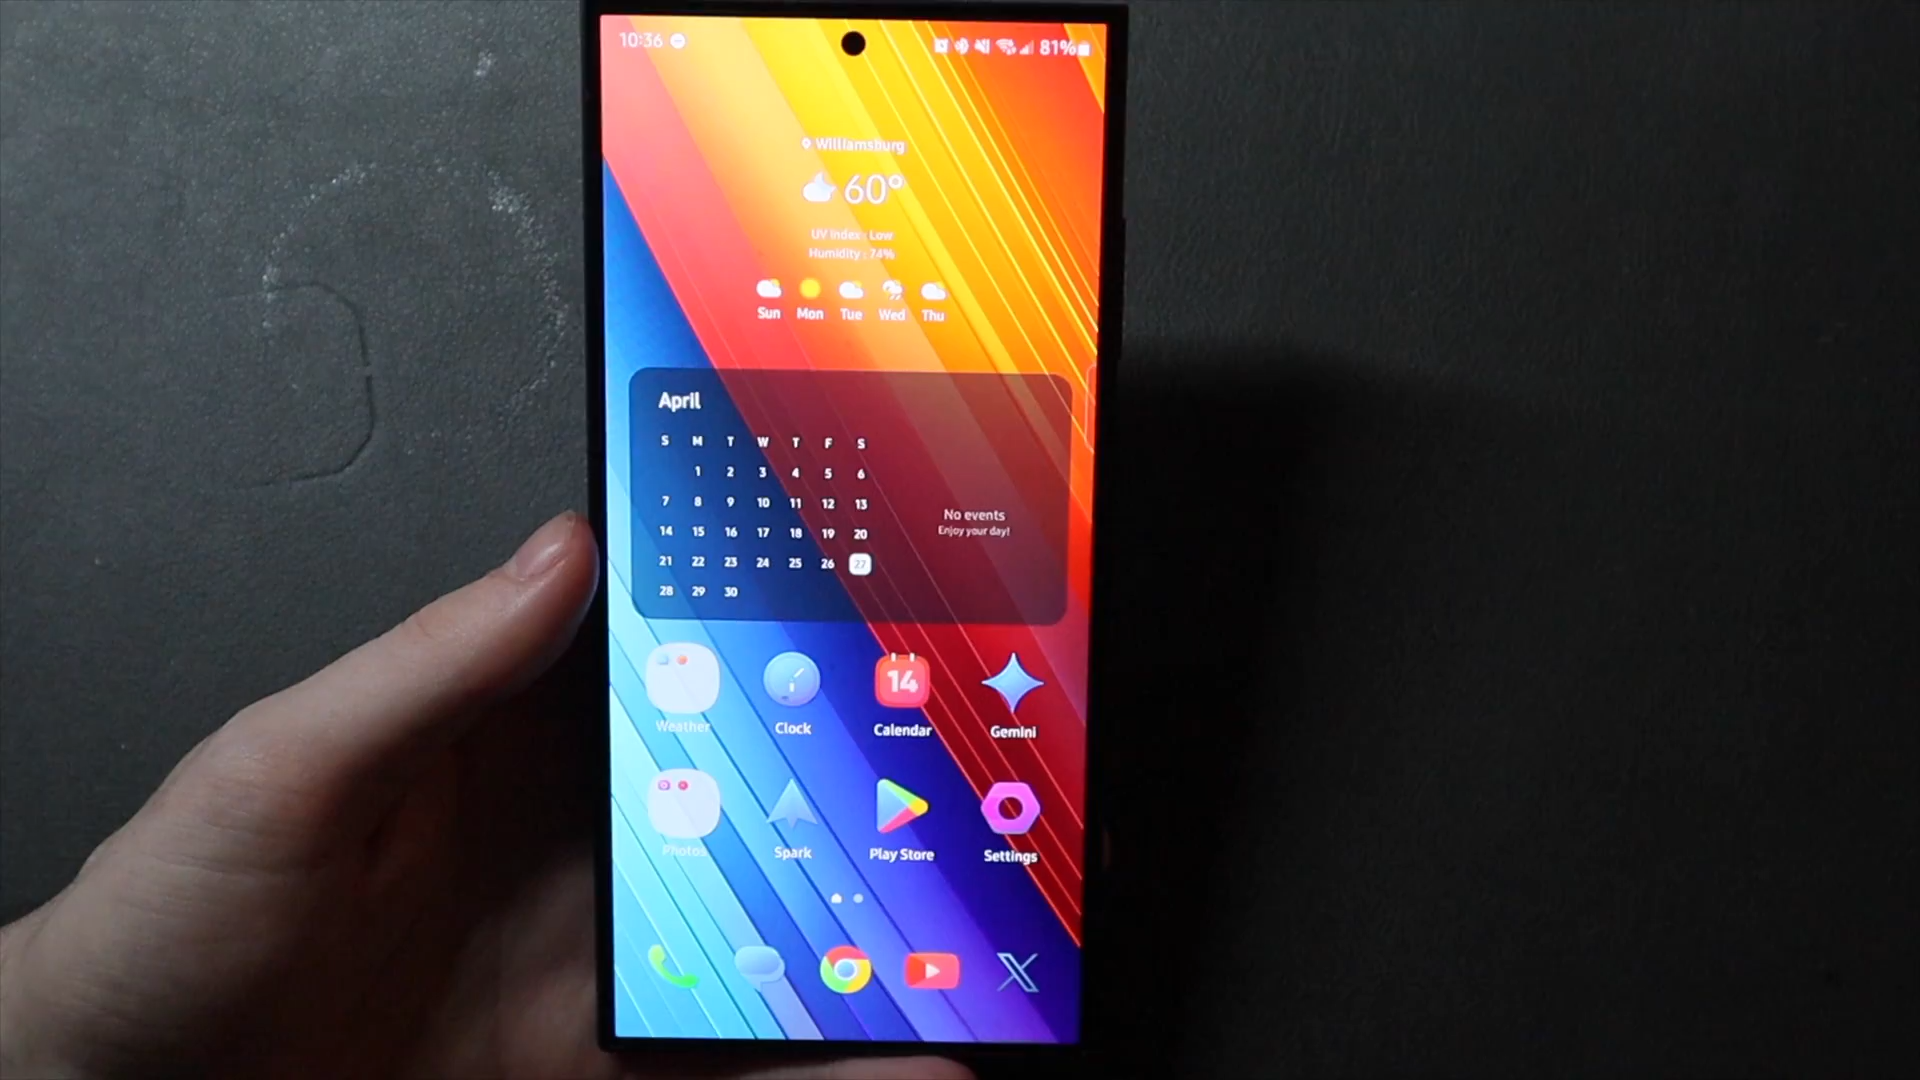 10:36
81%
Williamsburg
60°
UV index : Low
Humidity : 74%
Sun Mon Tue Wed Thu
April
S M T W T F S
1 2 3 4 5 6
7 8 9 10 11 12 13
14 15 16 17 18 19 20
21 22 23 24 25 26 27
28 29 30
No events
Enjoy your day!
14
Weather Clock Calendar Gemini
Photos Spark Play Store Settings